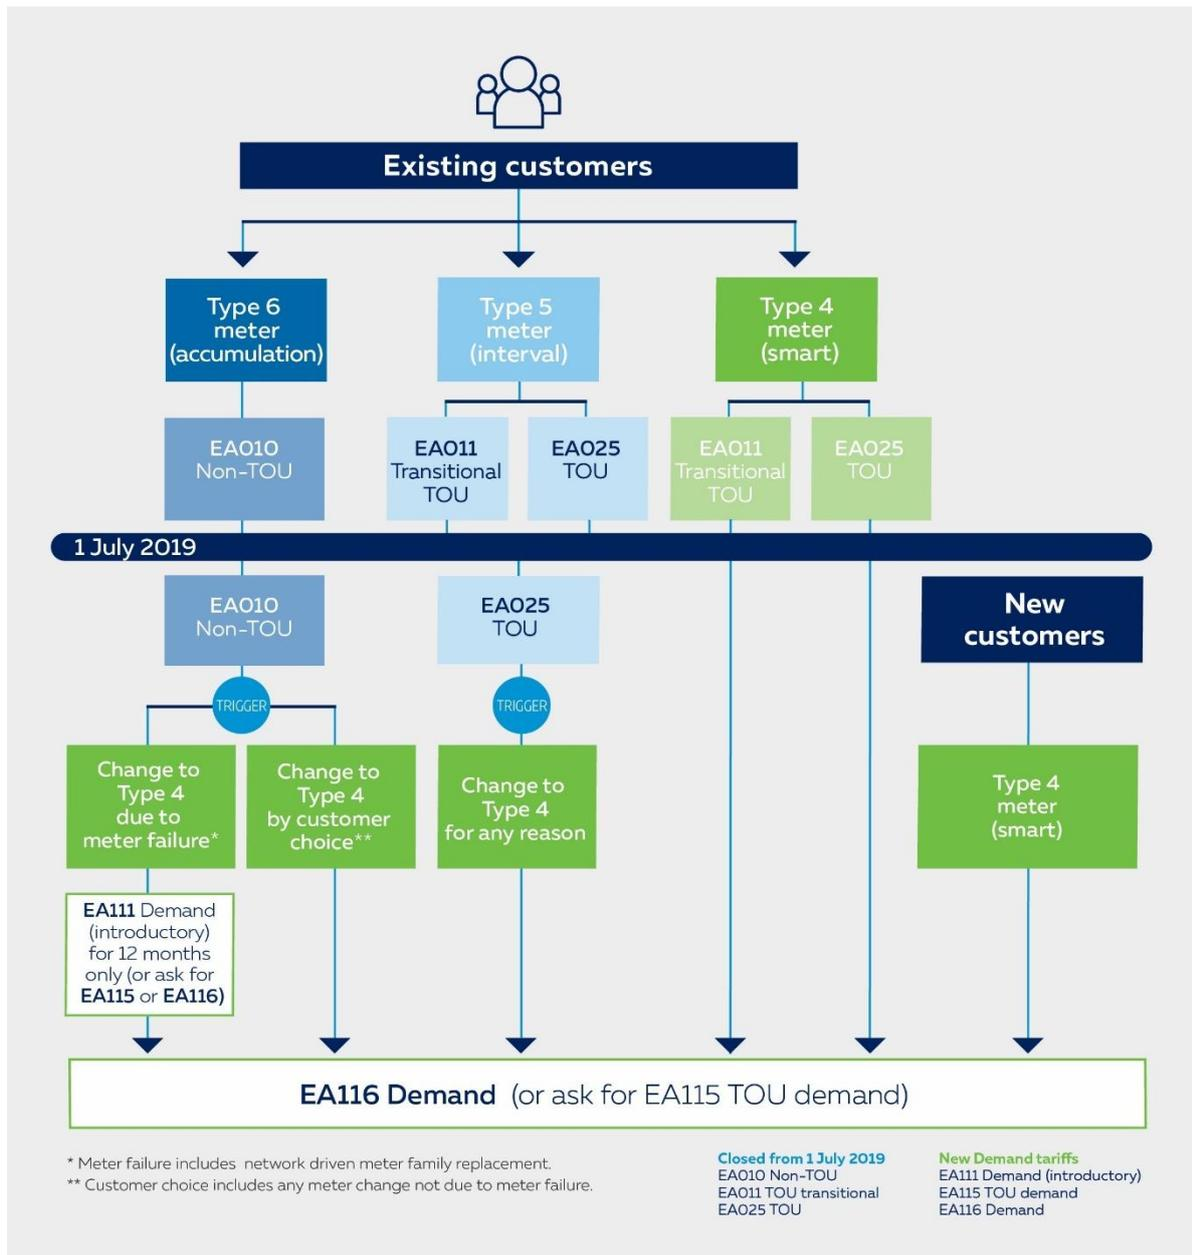 Existing customers
Type 6
meter
(accumulation)
Type 5
meter
(interval)
Type 4
meter
(smart)
EA010
Non-TOU
EA011
Transitional
TOU
EA025
TOU
EA011
Transitional
TOU
EA025
TOU
1 July 2019
EA010
Non-TOU
EA025
TOU
New
customers
TRIGGER
TRIGGER
Change to
Type 4
due to
meter failure*
Change to
Type 4
by customer
choice**
Change to
Type 4
for any reason
Type 4
meter
(smart)
EA111 Demand
(introductory)
for 12 months
only (or ask for
EA115 or EA116)
EA116 Demand (or ask for EA115 TOU demand)
* Meter failure includes network driven meter family replacement.
** Customer choice includes any meter change not due to meter failure.
Closed from 1 July 2019
EA010 Non-TOU
EA011 TOU transitional
EA025 TOU
New Demand tariffs
EA111 Demand (introductory)
EA115 TOU demand
EA116 Demand